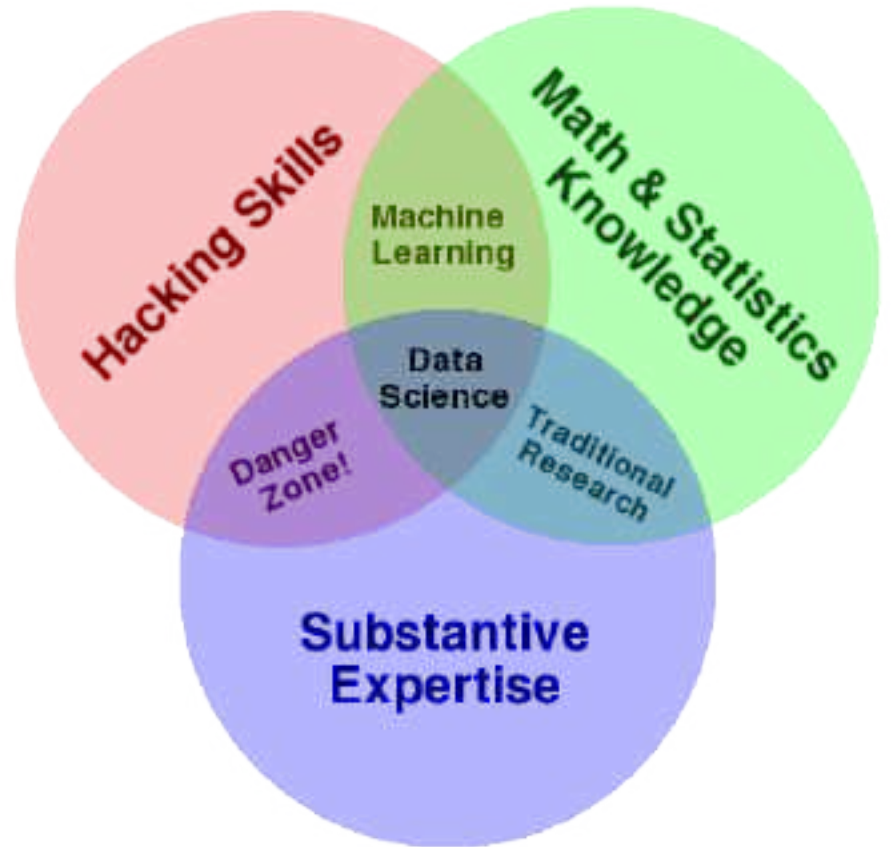 Hacking Skills
Math & Statistics
Knowledge
Machine
Learning
Data
Science
Danger
Zone!
Traditional
Research
Substantive
Expertise